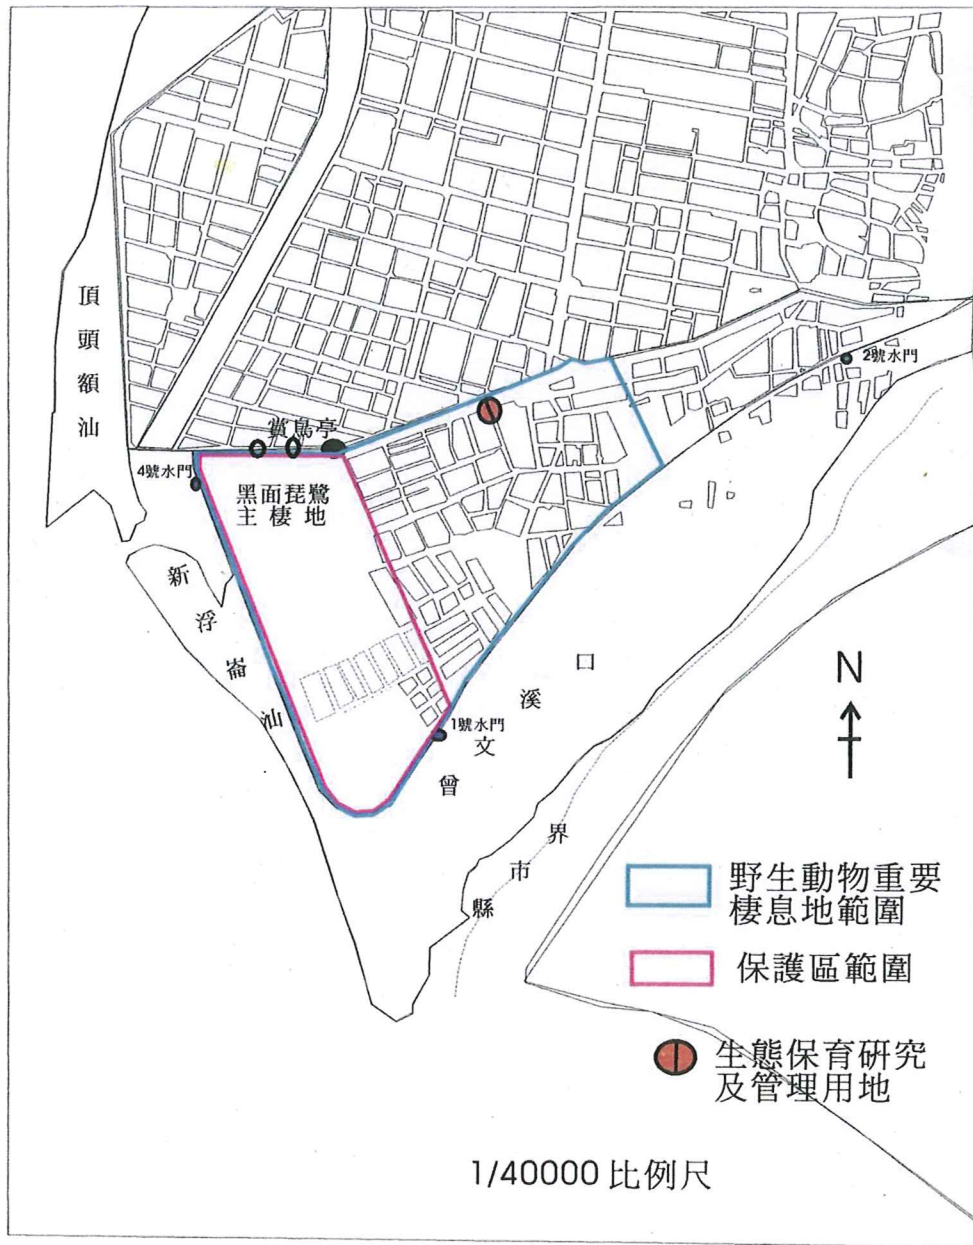 頂頭額汕
2號水門
賞鳥亭
4號水門
黑面琵鷺
主棲地
新浮崙汕
1號水門
曾文溪口
縣市界
N
野生動物重要
棲息地範圍
保護區範圍
生態保育研究
及管理用地
1/40000 比例尺